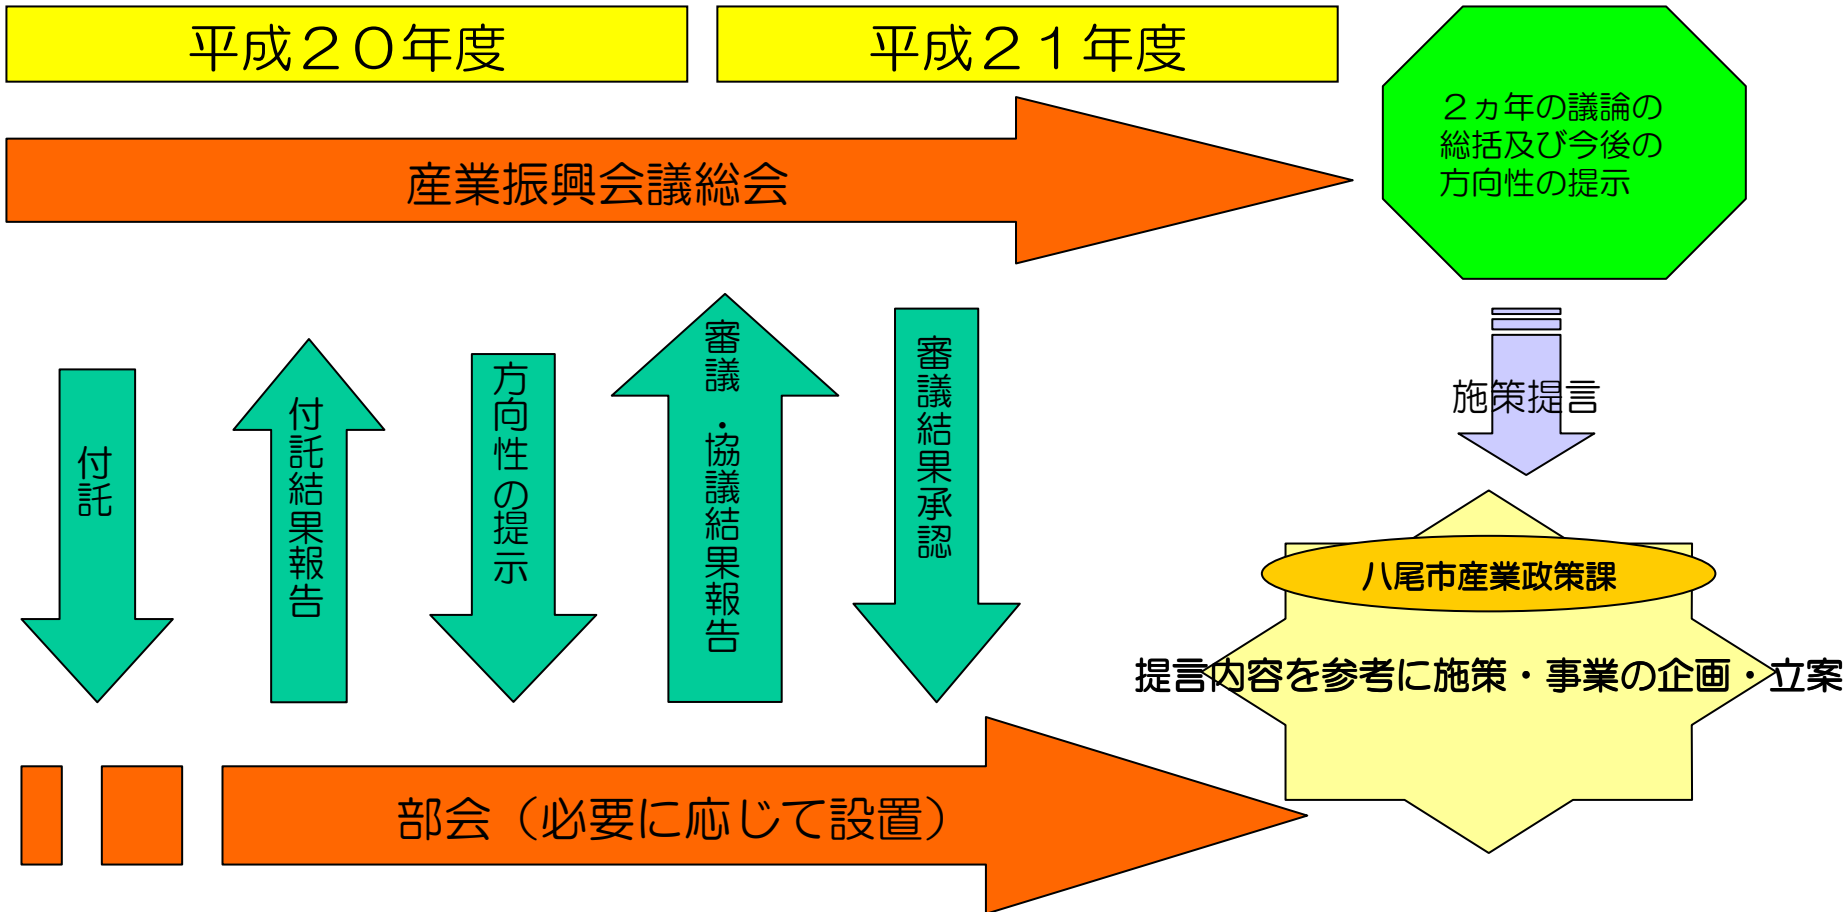 平成２０年度
平成２１年度
産業振興会議総会
２ヵ年の議論の
総括及び今後の
方向性の提示
付託
付託結果報告
方向性の提示
審議・協議結果報告
審議結果承認
施策提言
八尾市産業政策課
提言内容を参考に施策・事業の企画・立案
部会（必要に応じて設置）